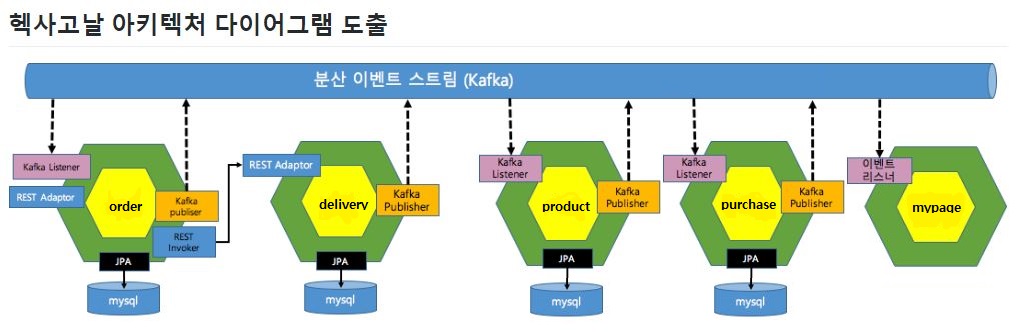 헥사고날 아키텍처 다이어그램 도출
분산 이벤트 스트림 (Kafka)
Kafka Listener
REST Adaptor
order
Kafka
publiser
REST
Invoker
JPA
mysql
REST Adaptor
delivery
Kafka
Publisher
JPA
mysql
Kafka
Listener
product
Kafka
Publisher
JPA
mysql
Kafka
Listener
purchase
Kafka
Publisher
JPA
mysql
이벤트
리스너
mypage